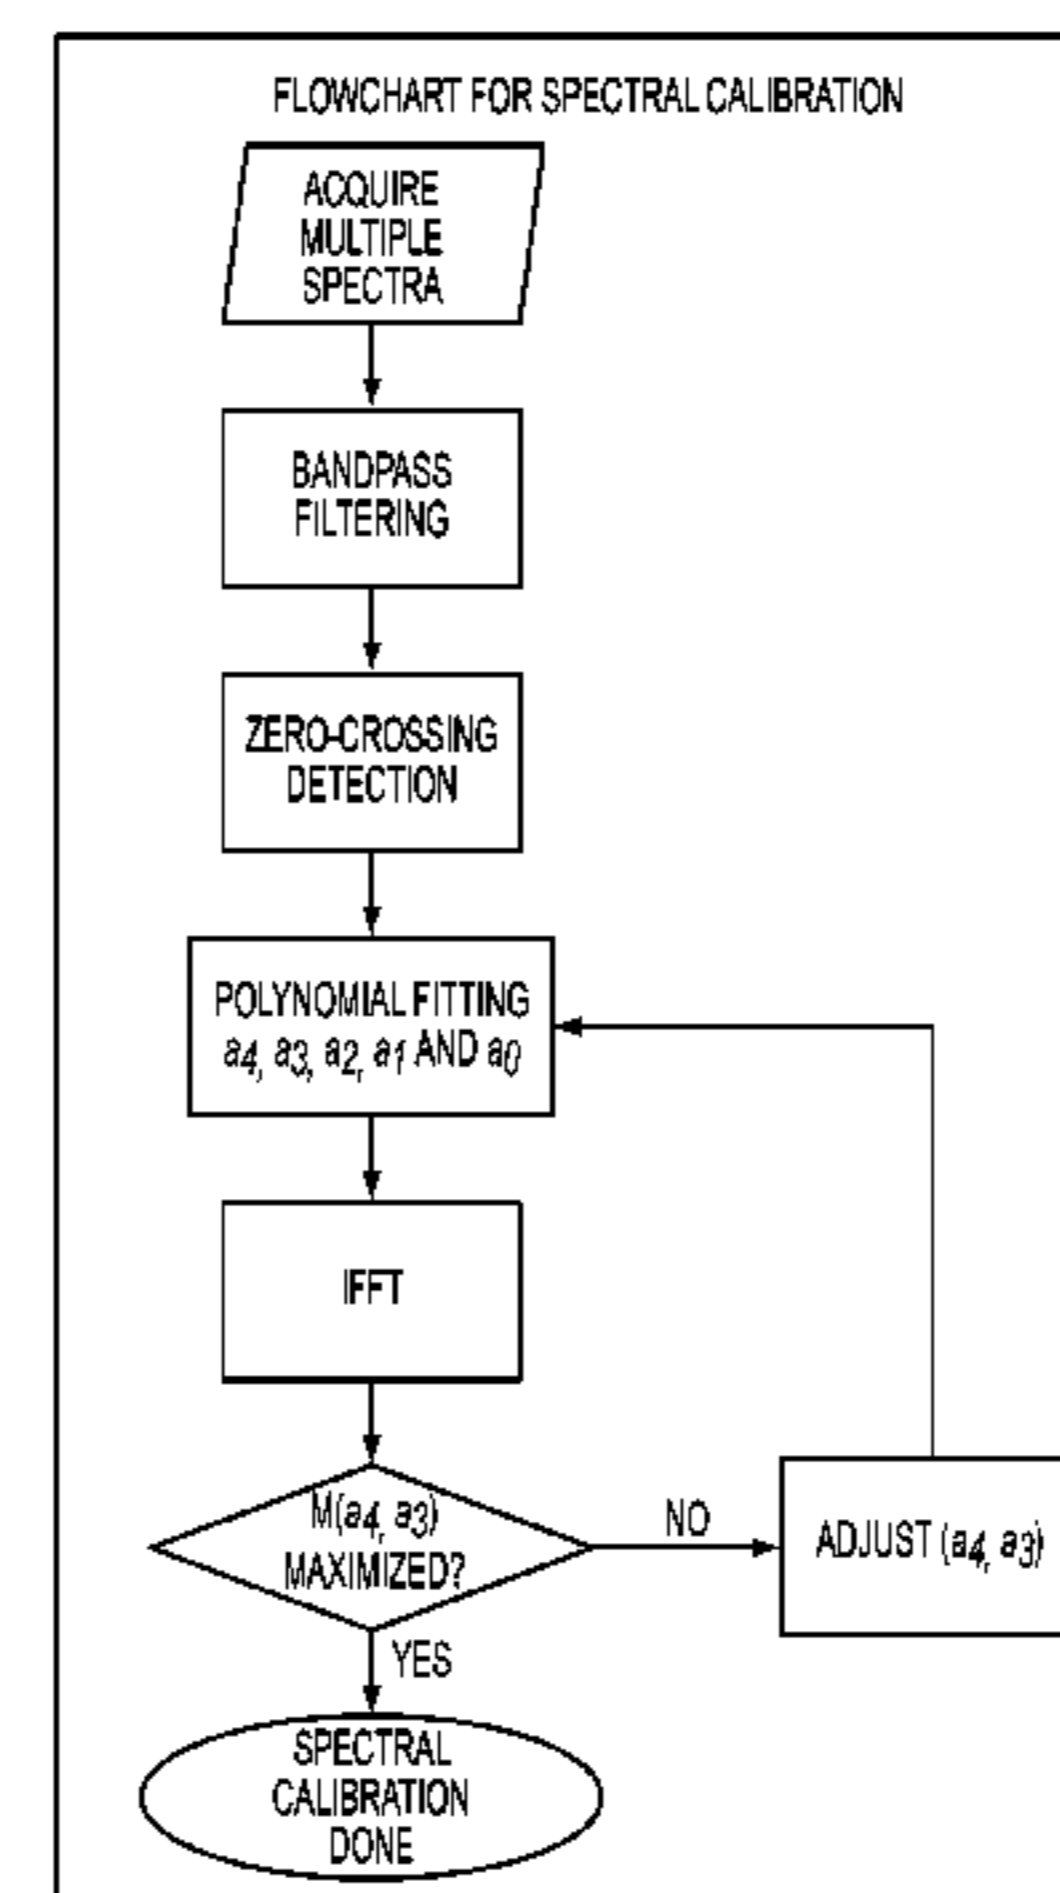 FLOWCHART FOR SPECTRAL CALIBRATION
ACQUIRE
MULTIPLE
SPECTRA
BANDPASS
FILTERING
ZERO-CROSSING
DETECTION
POLYNOMIAL FITTING
a4, a3, a2, a1 AND a0
IFFT
M(a4, a3)
MAXIMIZED?
NO
ADJUST (a4, a3)
YES
SPECTRAL
CALIBRATION
DONE